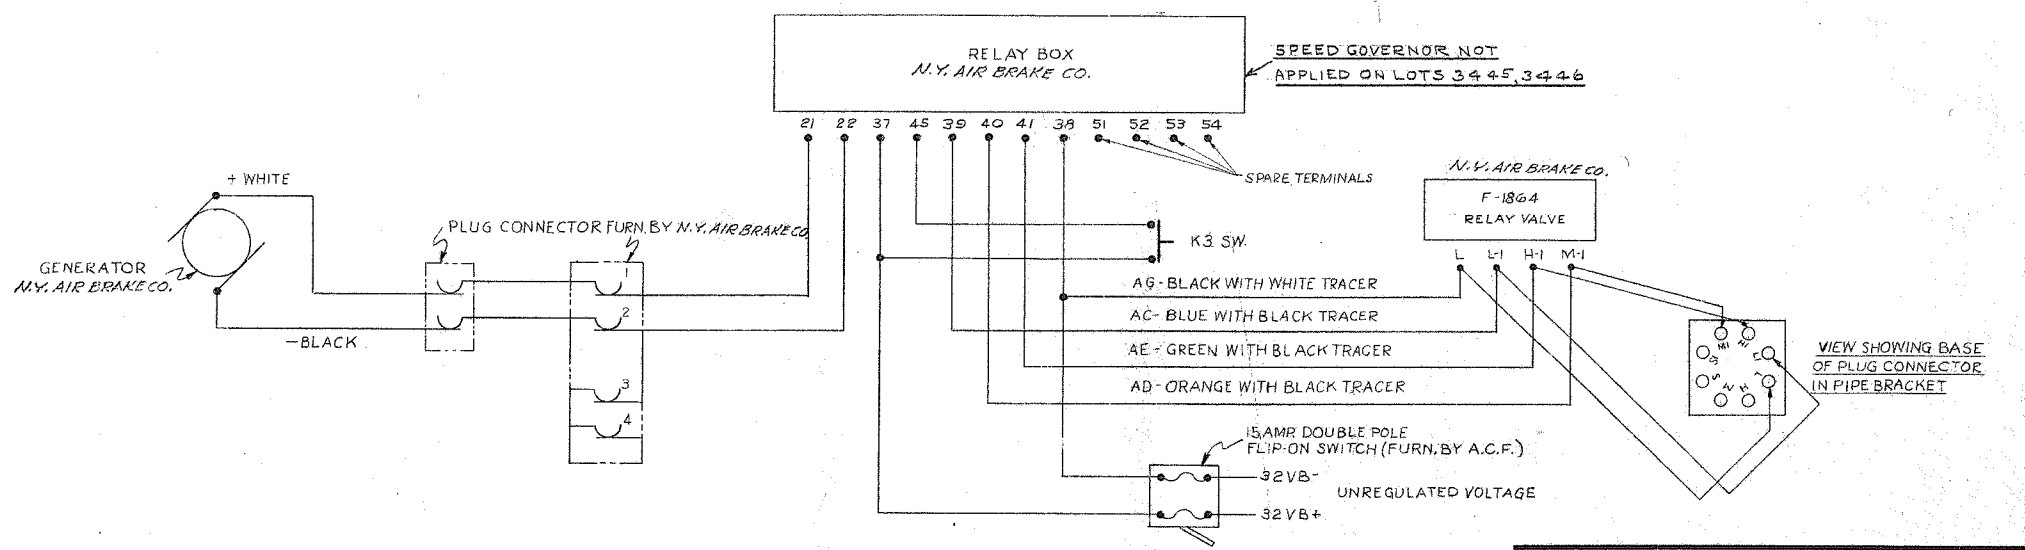 RELAY BOX
N.Y. AIR BRAKE CO.
SPEED GOVERNOR NOT
APPLIED ON LOTS 3445, 3446
21 22 37 45 39 40 41 38 51 52 53 54
SPARE TERMINALS
N.Y. AIR BRAKE CO.
F-1864
RELAY VALVE
L L-1 H-1 M-1
+ WHITE
PLUG CONNECTOR FURN. BY N.Y. AIR BRAKE CO.
GENERATOR
N.Y. AIR BRAKE CO.
-BLACK
1
2
3
4
K3 SW.
AG-BLACK WITH WHITE TRACER
AC-BLUE WITH BLACK TRACER
AE-GREEN WITH BLACK TRACER
AD-ORANGE WITH BLACK TRACER
M1 H1 L1 L H M S G
VIEW SHOWING BASE
OF PLUG CONNECTOR
IN PIPE BRACKET
15 AMP. DOUBLE POLE
FLIP-ON SWITCH (FURN. BY A.C.F.)
32VB-
UNREGULATED VOLTAGE
32VB+